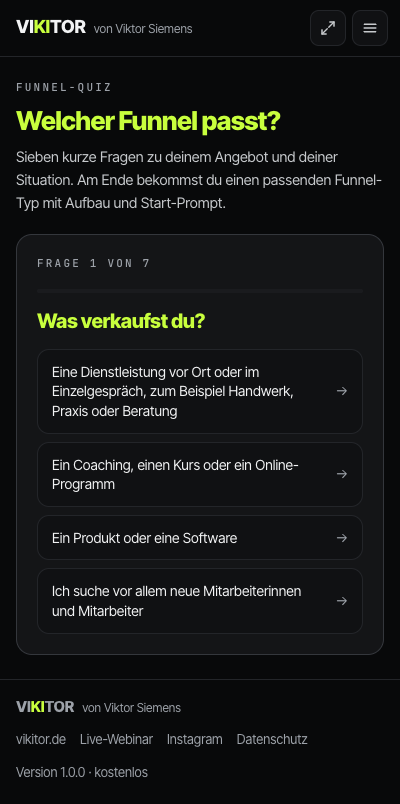 VIKITOR von Viktor Siemens
FUNNEL-QUIZ
Welcher Funnel passt?
Sieben kurze Fragen zu deinem Angebot und deiner
Situation. Am Ende bekommst du einen passenden Funnel-
Typ mit Aufbau und Start-Prompt.
FRAGE 1 VON 7
Was verkaufst du?
Eine Dienstleistung vor Ort oder im
Einzelgespräch, zum Beispiel Handwerk,
Praxis oder Beratung
Ein Coaching, einen Kurs oder ein Online-
Programm
Ein Produkt oder eine Software
Ich suche vor allem neue Mitarbeiterinnen
und Mitarbeiter
VIKITOR von Viktor Siemens
vikitor.de Live-Webinar Instagram Datenschutz
Version 1.0.0 · kostenlos